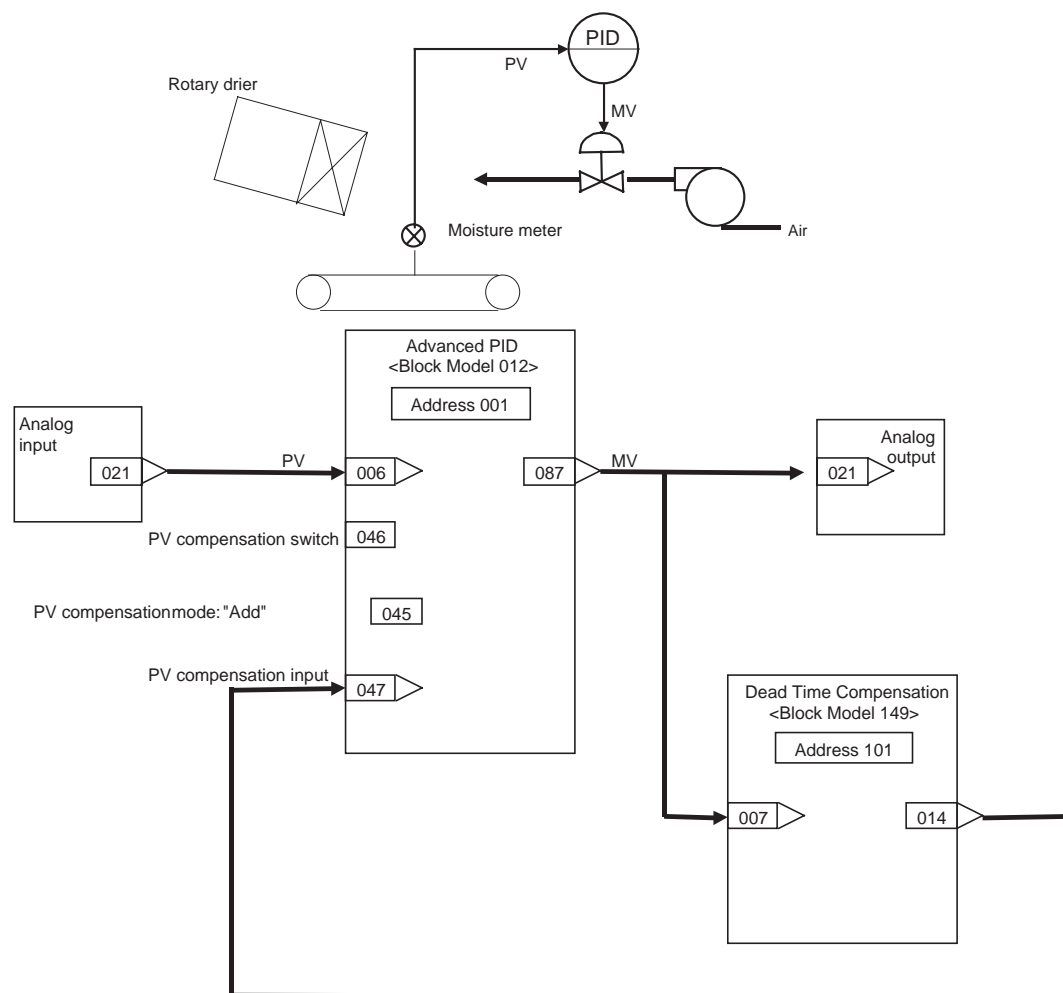 PID
PV
Rotary drier
MV
Moisture meter
Air
Advanced PID
<Block Model 012>
Address 001
Analog
input
021
PV
006
087
MV
Analog
output
021
PV compensation switch
046
PV compensationmode: "Add"
045
PV compensation input
047
Dead Time Compensation
<Block Model 149>
Address 101
007
014